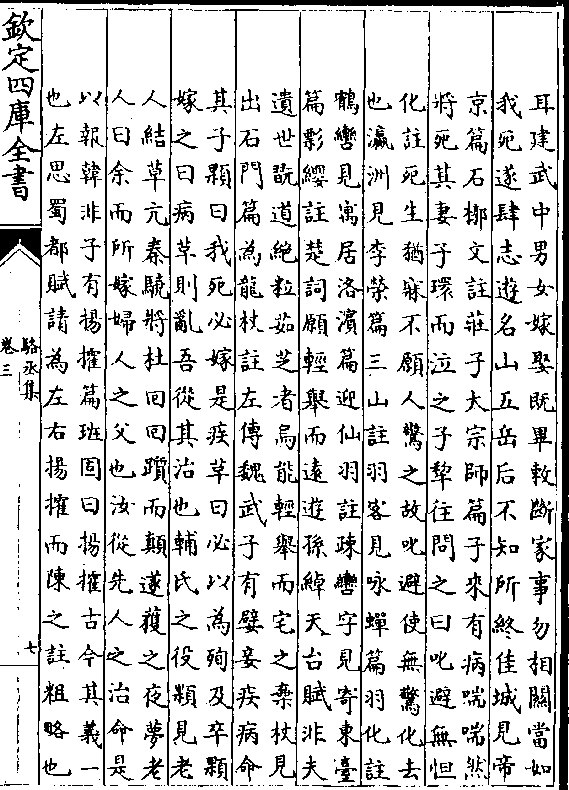 耳建武中男女嫁娶既畢敕斷家事勿相關當如
我死遂肆志遊名山五岳后不知所終佳城見帝
京篇石槨文註莊子大宗師篇子來有病喘喘然
將死其妻子環而泣之子犂往問之曰叱避無怛
化註死生猶寐不願人驚之故叱避使無驚化去
也瀛洲見李榮篇三山註羽客見咏蟬篇羽化註
鶴轡見寓居洛濱篇迎仙羽註疎轡字見寄東臺
篇影纓註楚詞願輕舉而遠遊孫綽天台賦非夫
遺世翫道絶粒茹芝者烏能輕舉而宅之棄杖見
出石門篇為龍杖註左傳魏武子有嬖妾疾病命
其子顆曰我死必嫁是疾革曰必以為殉及卒顆
嫁之曰病革則亂吾從其治也輔氏之役顆見老
人結草亢秦驍將杜回回躓而顛遂獲之夜夢老
人曰余而所嫁婦人之父也汝從先人之治命是
以報韓非子有揚搉篇班固曰揚搉古今其義一
也左思蜀都賦請為左右揚搉而陳之註粗略也
欽定四庫全書
駱丞集
卷三
七